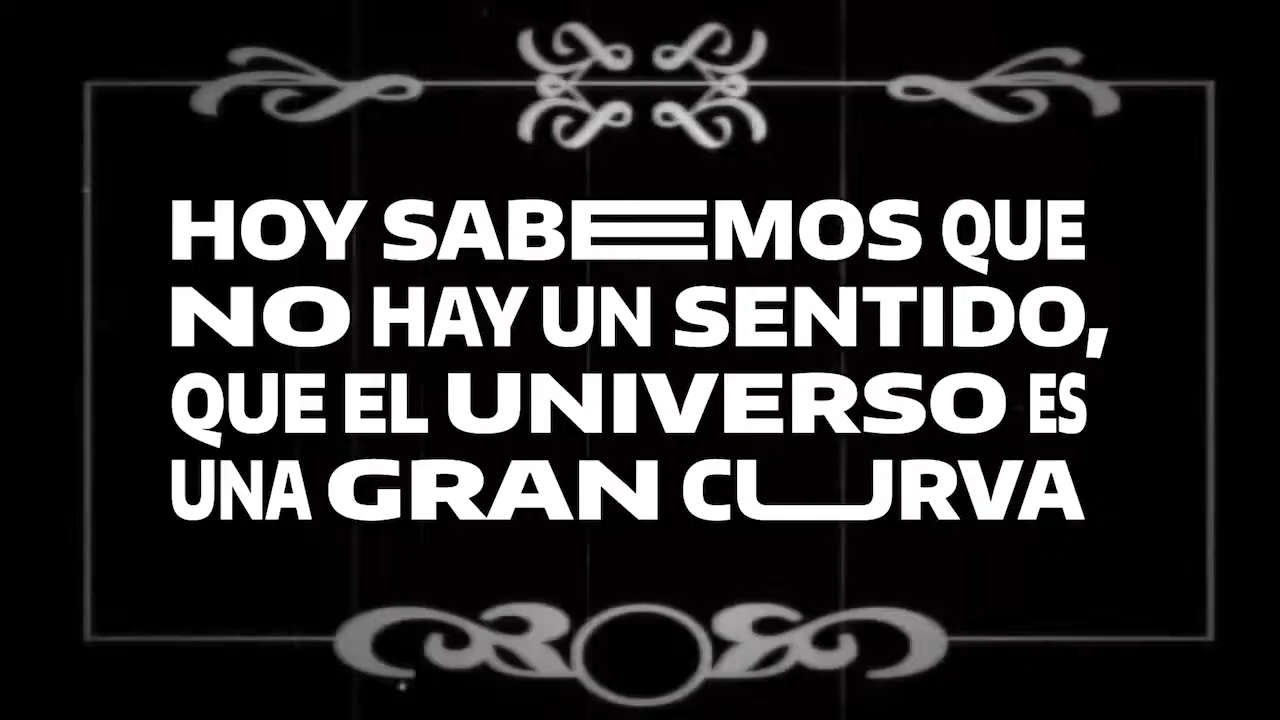 HOY SABEMOS QUE
NO HAY UN SENTIDO,
QUE EL UNIVERSO ES
UNA GRAN CURVA